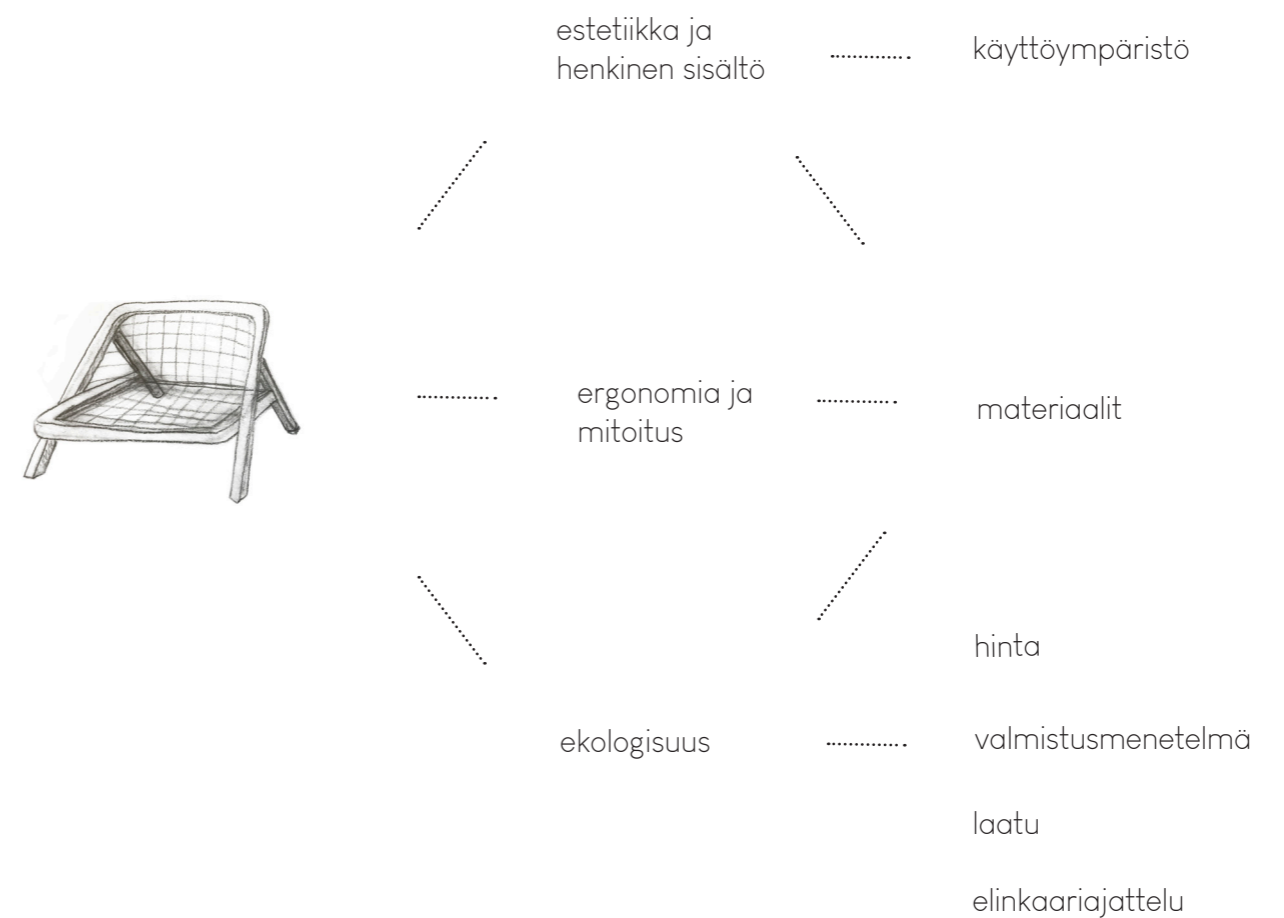 estetiikka ja
henkinen sisältö
käyttöympäristö
ergonomia ja
mitoitus
materiaalit
hinta
ekologisuus
valmistusmenetelmä
laatu
elinkaariajattelu